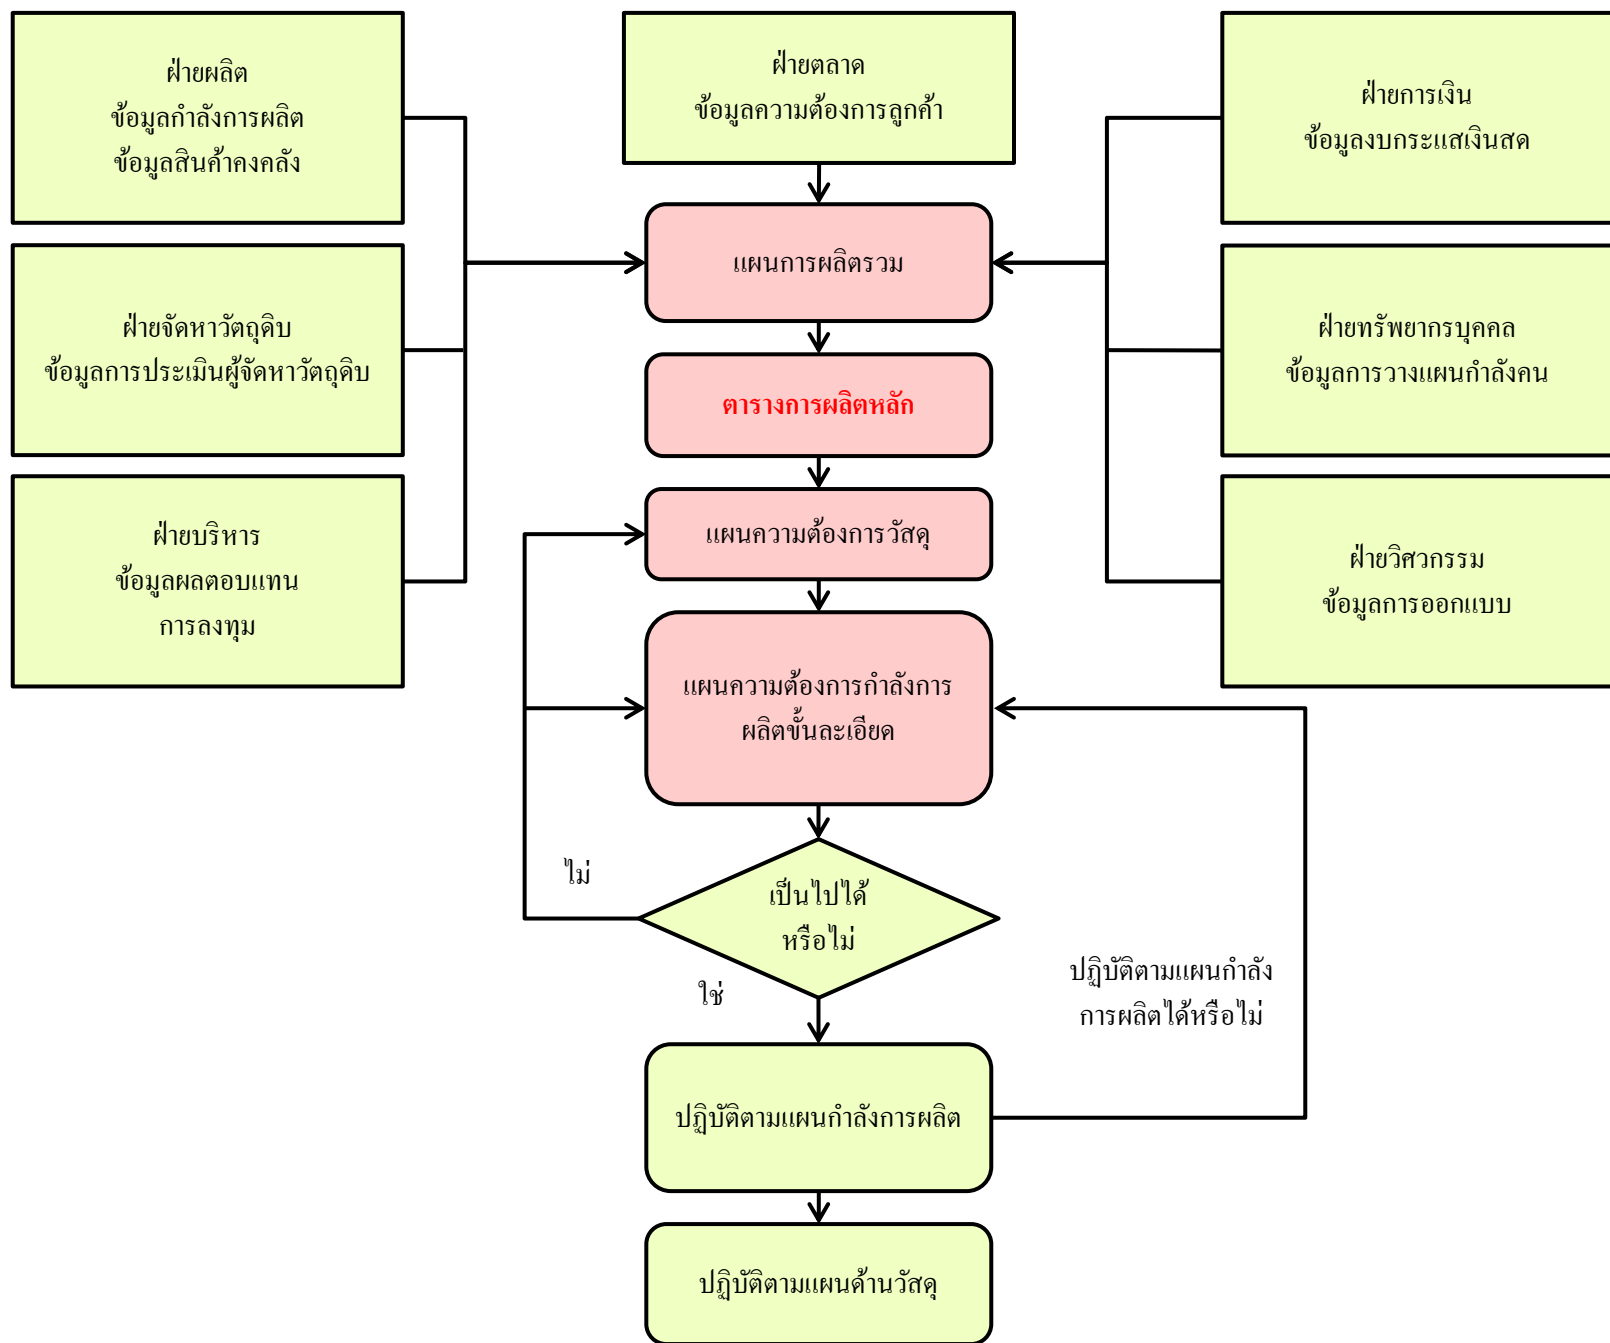 ฝ่ายผลิต
ข้อมูลกำลังการผลิต
ข้อมูลสินค้าคงคลัง
ฝ่ายตลาด
ข้อมูลความต้องการลูกค้า
ฝ่ายการเงิน
ข้อมูลงบกระแสเงินสด
แผนการผลิตรวม
ฝ่ายจัดหาวัตถุดิบ
ข้อมูลการประเมินผู้จัดหาวัตถุดิบ
ฝ่ายทรัพยากรบุคคล
ข้อมูลการวางแผนกำลังคน
ตารางการผลิตหลัก
แผนความต้องการวัสดุ
ฝ่ายบริหาร
ข้อมูลผลตอบแทน
การลงทุม
ฝ่ายวิศวกรรม
ข้อมูลการออกแบบ
แผนความต้องการกำลังการ
ผลิตขั้นละเอียด
ไม่
เป็นไปได้
หรือไม่
ใช่
ปฏิบัติตามแผนกำลัง
การผลิตได้หรือไม่
ปฏิบัติตามแผนกำลังการผลิต
ปฏิบัติตามแผนด้านวัสดุ